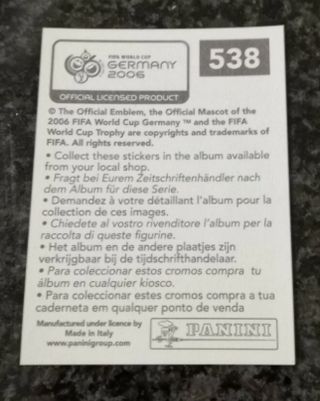 FIFA WORLD CUP
GERMANY
2006
538
OFFICIAL LICENSED PRODUCT
© The Official Emblem, the Official Mascot of the
2006 FIFA World Cup Germany ™ and the FIFA
World Cup Trophy are copyrights and trademarks of
FIFA. All rights reserved.
• Collect these stickers in the album available
from your local shop.
• Fragt bei Eurem Zeitschriftenhändler nach
dem Album für diese Serie.
• Demandez à votre détaillant l'album pour la
collection de ces images.
• Chiedete al vostro rivenditore l'album per la
raccolta di queste figurine.
• Het album en de andere plaatjes zijn
verkrijgbaar bij de tijdschrifthandelaar.
• Para coleccionar estos cromos compra tu
álbum en cualquier kiosco.
• Para coleccionar estes cromos compra a tua
caderneta em qualquer ponto de venda
Manufactured under licence by
Made in Italy
www.paninigroup.com
PANINI